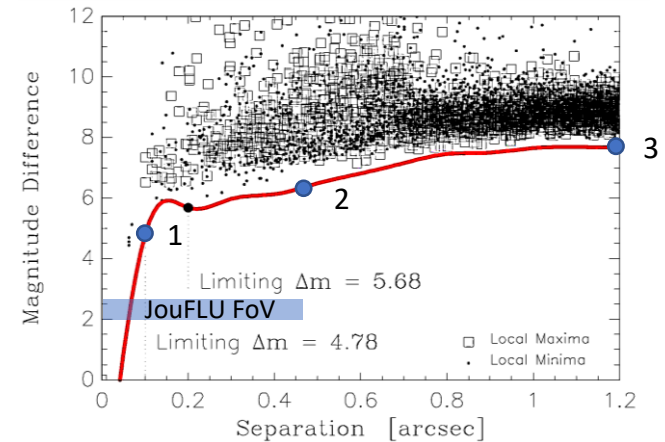 Magnitude Difference
12
10
8
6
4
2
0
1
2
3
Limiting Δm = 5.68
JouFLU FoV
Limiting Δm = 4.78
Local Maxima
Local Minima
0 0.2 0.4 0.6 0.8 1 1.2
Separation [arcsec]